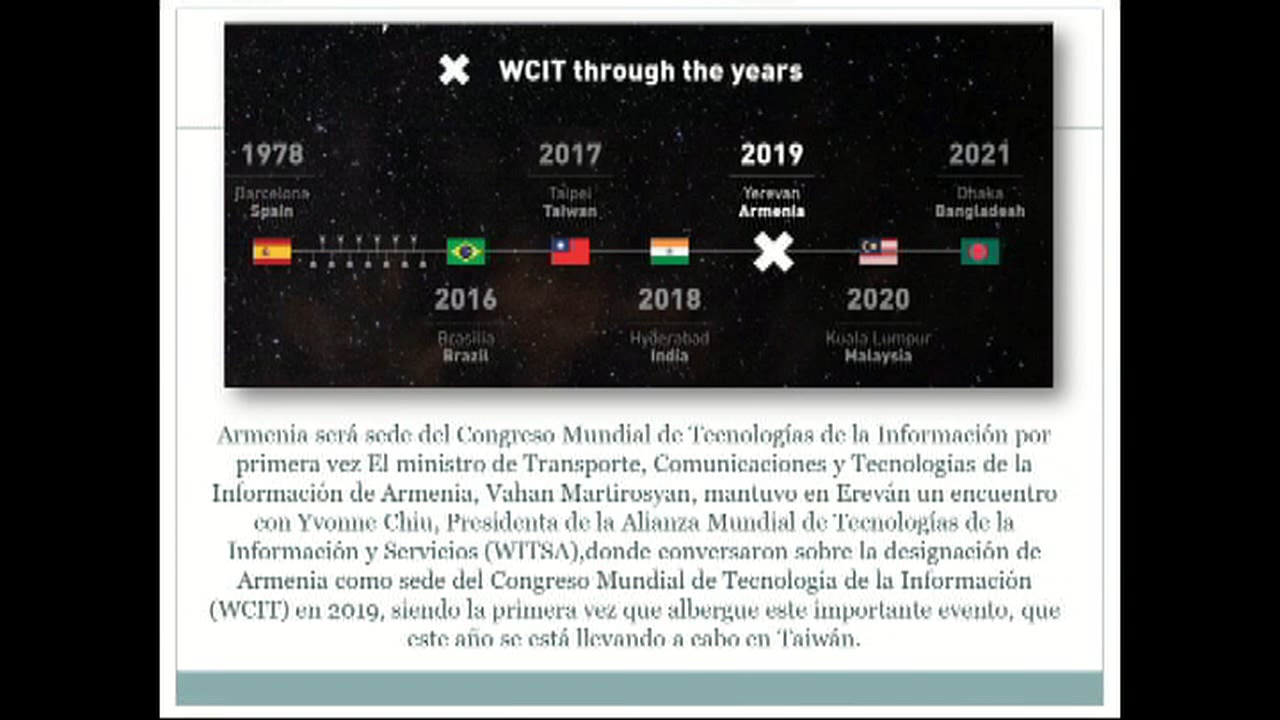 WCIT through the years
1978
Barcelona
Spain
2017
Taipei
Taiwan
2019
Yerevan
Armenia
2021
Dhaka
Bangladesh
2016
Brasilia
Brazil
2018
Hyderabad
India
2020
Kuala Lumpur
Malaysia
Armenia será sede del Congreso Mundial de Tecnologías de la Información por
primera vez El ministro de Transporte, Comunicaciones y Tecnologías de la
Información de Armenia, Vahan Martirosyan, mantuvo en Ereván un encuentro
con Yvonne Chiu, Presidenta de la Alianza Mundial de Tecnologías de la
Información y Servicios (WITSA),donde conversaron sobre la designación de
Armenia como sede del Congreso Mundial de Tecnología de la Información
(WCIT) en 2019, siendo la primera vez que albergue este importante evento, que
este año se está llevando a cabo en Taiwán.